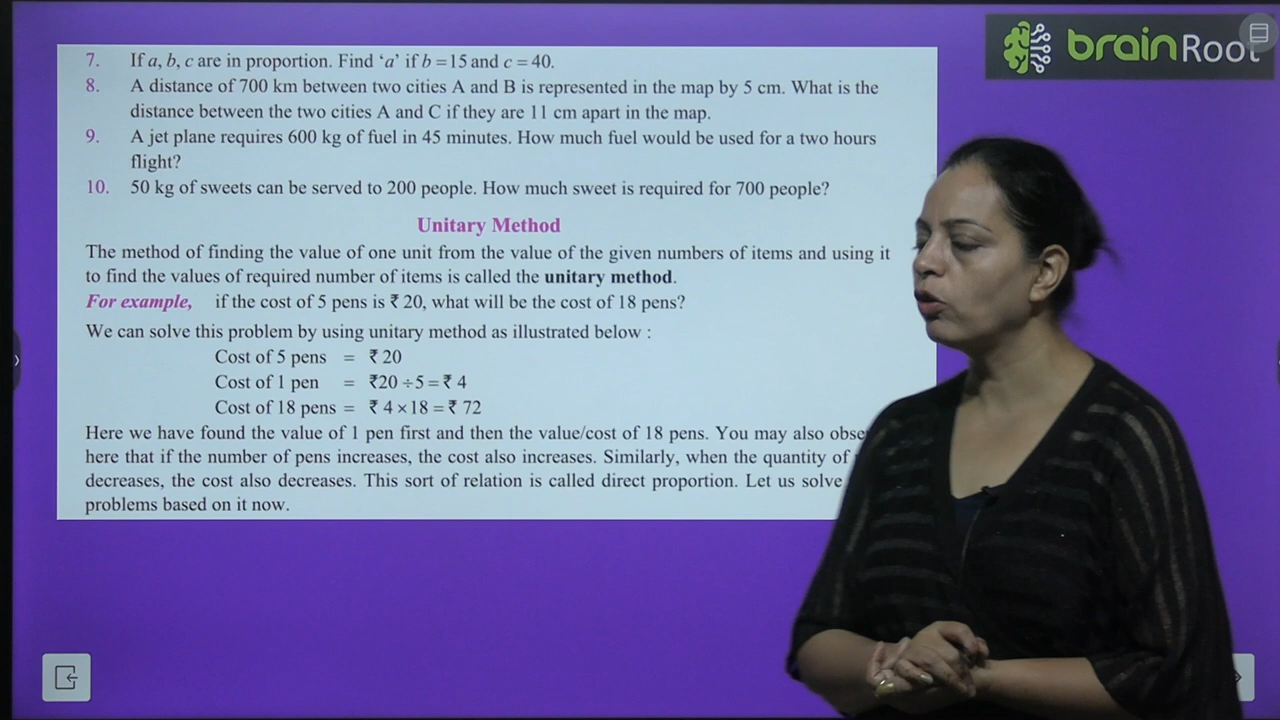 brainRoot
7. If a, b, c are in proportion. Find ‘a’ if b = 15 and c = 40.
8. A distance of 700 km between two cities A and B is represented in the map by 5 cm. What is the
distance between the two cities A and C if they are 11 cm apart in the map.
9. A jet plane requires 600 kg of fuel in 45 minutes. How much fuel would be used for a two hours
flight?
10. 50 kg of sweets can be served to 200 people. How much sweet is required for 700 people?
Unitary Method
The method of finding the value of one unit from the value of the given numbers of items and using it
to find the values of required number of items is called the unitary method.
For example, if the cost of 5 pens is ₹ 20, what will be the cost of 18 pens?
We can solve this problem by using unitary method as illustrated below :
Cost of 5 pens = ₹ 20
Cost of 1 pen = ₹20 ÷ 5 = ₹ 4
Cost of 18 pens = ₹ 4 × 18 = ₹ 72
Here we have found the value of 1 pen first and then the value/cost of 18 pens. You may also
here that if the number of pens increases, the cost also increases. Similarly, when the quantity of
decreases, the cost also decreases. This sort of relation is called direct proportion. Let us solve
problems based on it now.